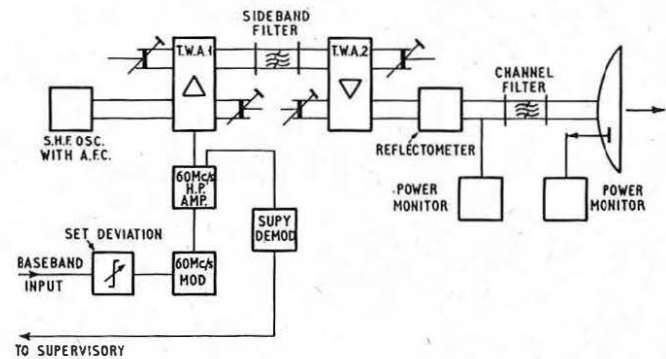 SIDEBAND
FILTER
T.W.A.1
T.W.A.2
CHANNEL
FILTER
S.H.F. OSC.
WITH A.F.C.
REFLECTOMETER
60Mc/s
H.P.
AMP.
POWER
MONITOR
POWER
MONITOR
SUPY
DEMOD
SET DEVIATION
BASEBAND
INPUT
60Mc/s
MOD
TO SUPERVISORY